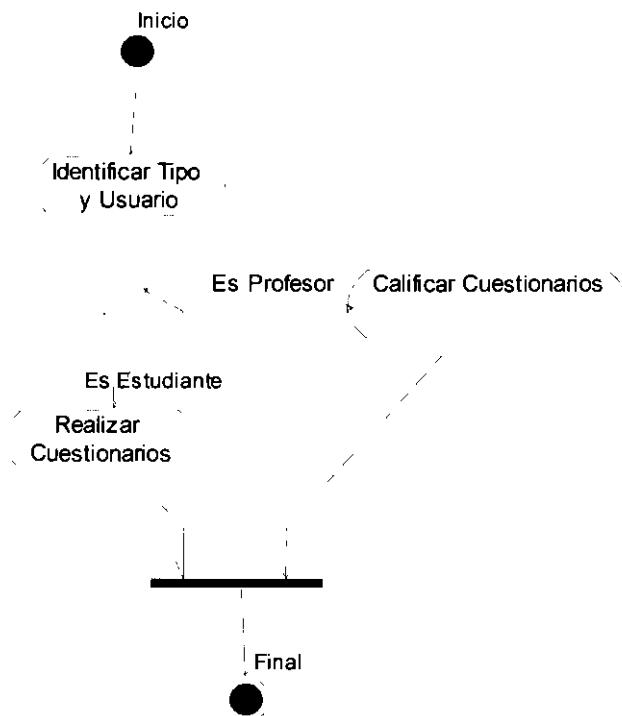 Inicio
Identificar Tipo
y Usuario
Es Profesor
Calificar Cuestionarios
Es Estudiante
Realizar
Cuestionarios
Final